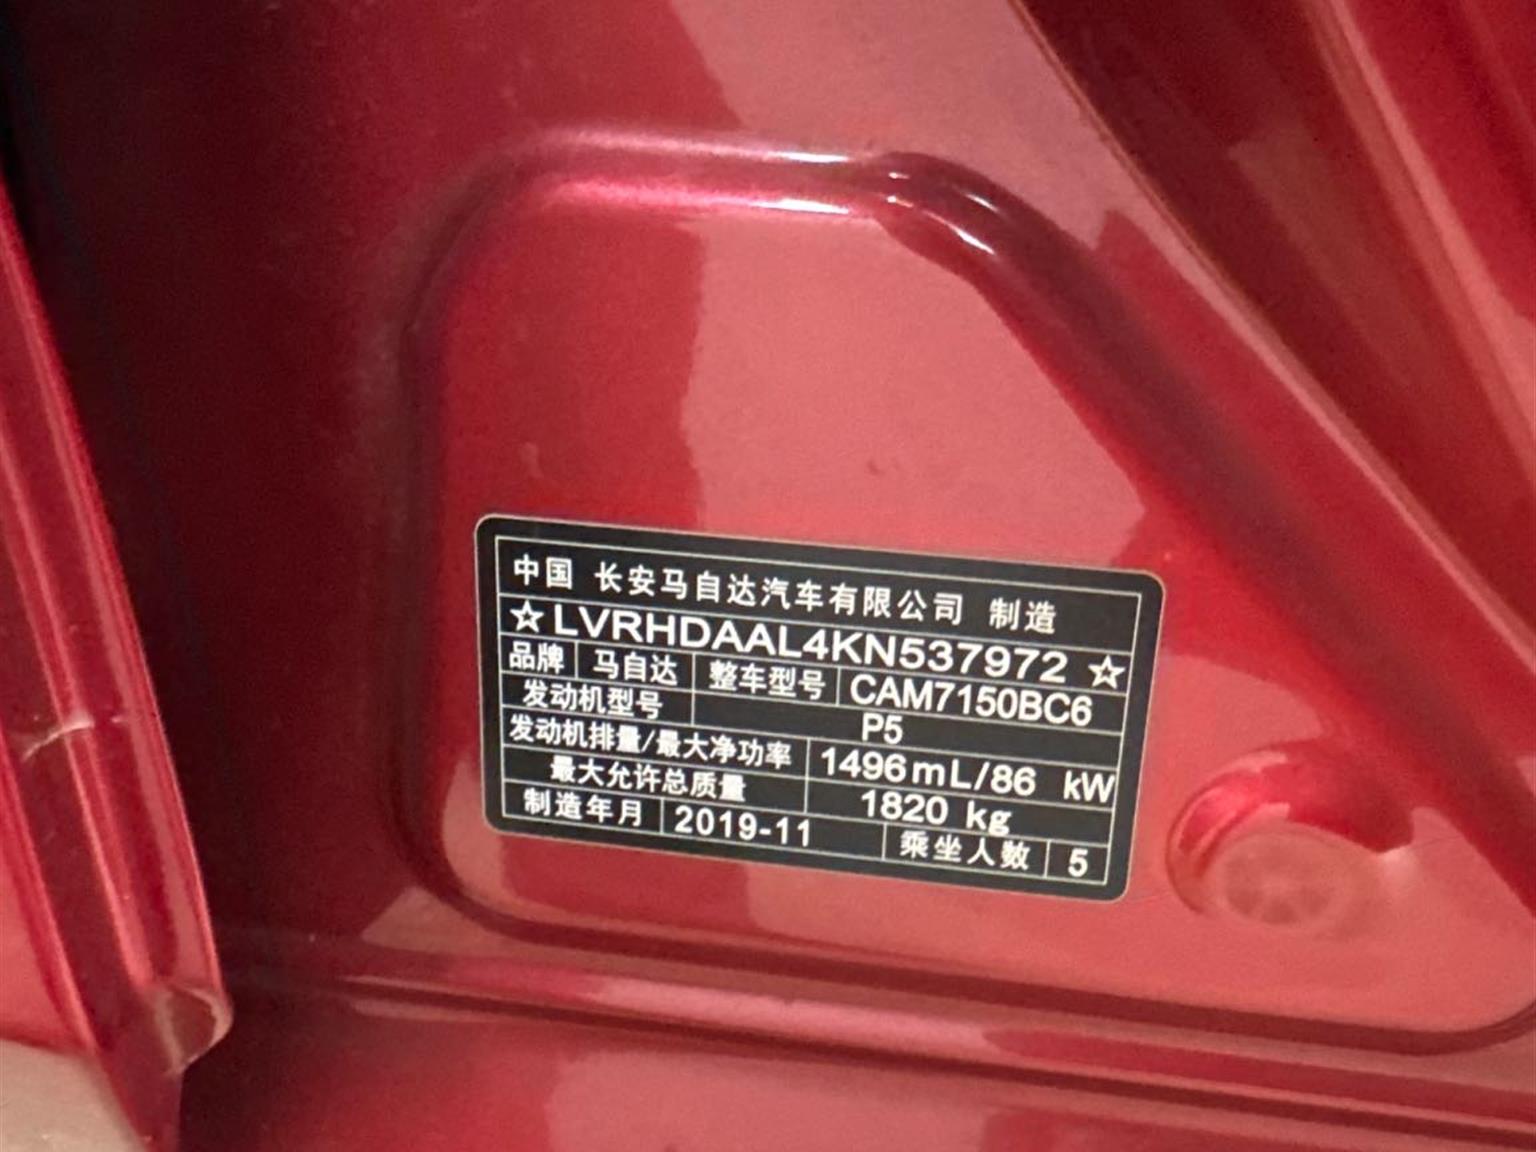 中国 长安马自达汽车有限公司 制造
☆LVRHDAAL4KN537972☆
品牌 马自达 整车型号 CAM7150BC6
发动机型号 P5
发动机排量/最大净功率 1496mL/86 kW
最大允许总质量 1820 kg
制造年月 2019-11 乘坐人数 5